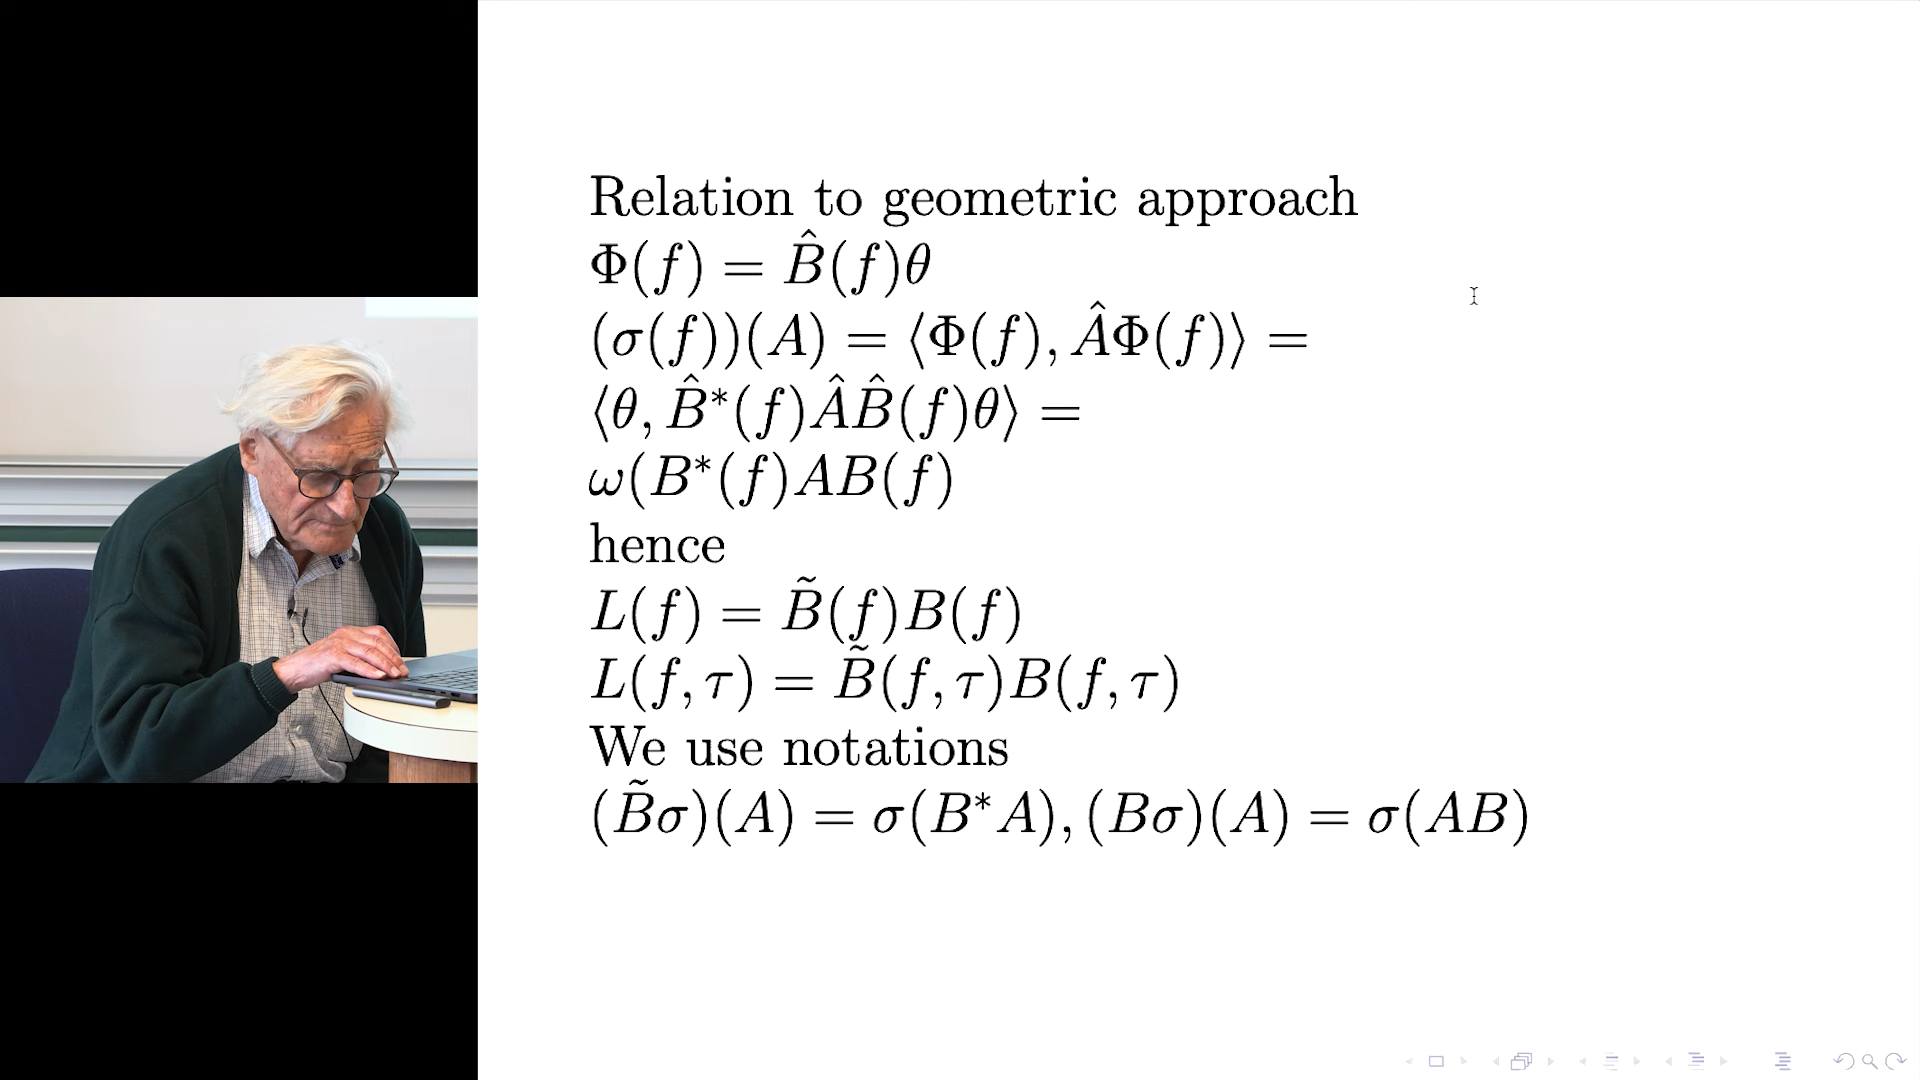 Relation to geometric approach
Φ(f) = B̂(f)θ
(σ(f))(A) = ⟨Φ(f), ÂΦ(f)⟩ =
⟨θ, B̂*(f)ÂB̂(f)θ⟩ =
ω(B*(f)AB(f)
hence
L(f) = B̃(f)B(f)
L(f, τ) = B̃(f, τ)B(f, τ)
We use notations
(B̃σ)(A) = σ(B*A), (Bσ)(A) = σ(AB)